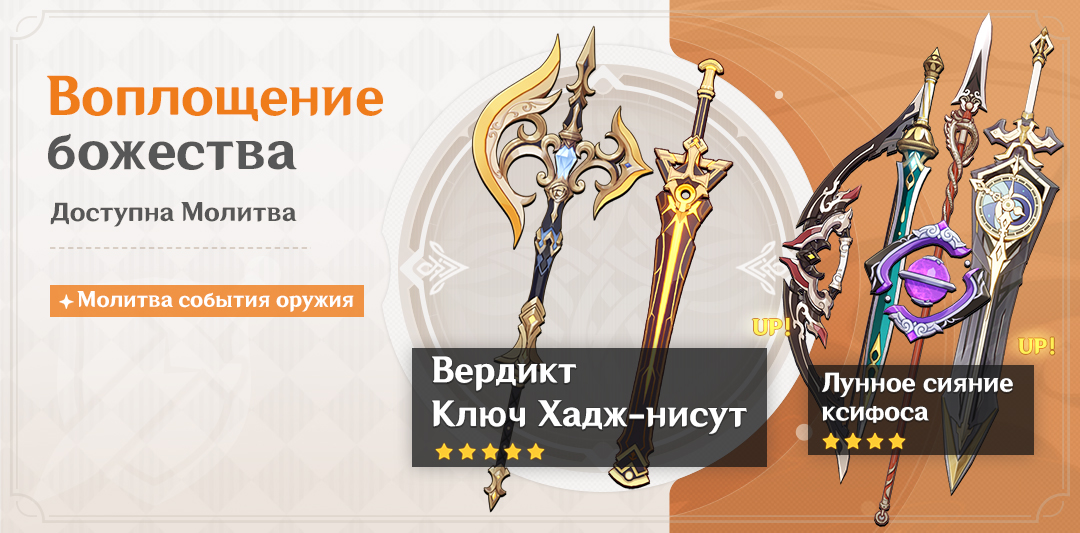 Воплощение
божества
Доступна Молитва
Молитва события оружия
Вердикт
Ключ Хадж-нисут
UP!
UP!
Лунное сияние
ксифоса